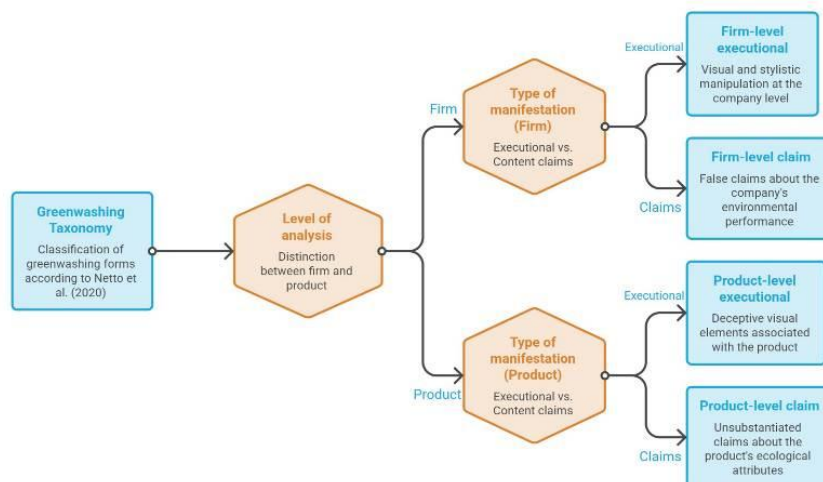 Greenwashing
Taxonomy
Classification of
greenwashing forms
according to Netto
et al. (2020)
Level of
analysis
Distinction
between firm and
product
Firm
Product
Type of
manifestation
(Firm)
Executional vs.
Content claims
Executional
Claims
Firm-level
executional
Visual and stylistic
manipulation at the
company level
Firm-level claim
False claims about the
company's
environmental
performance
Type of
manifestation
(Product)
Executional vs.
Content claims
Executional
Claims
Product-level
executional
Deceptive visual
elements associated
with the product
Product-level claim
Unsubstantiated
claims about the
product's ecological
attributes